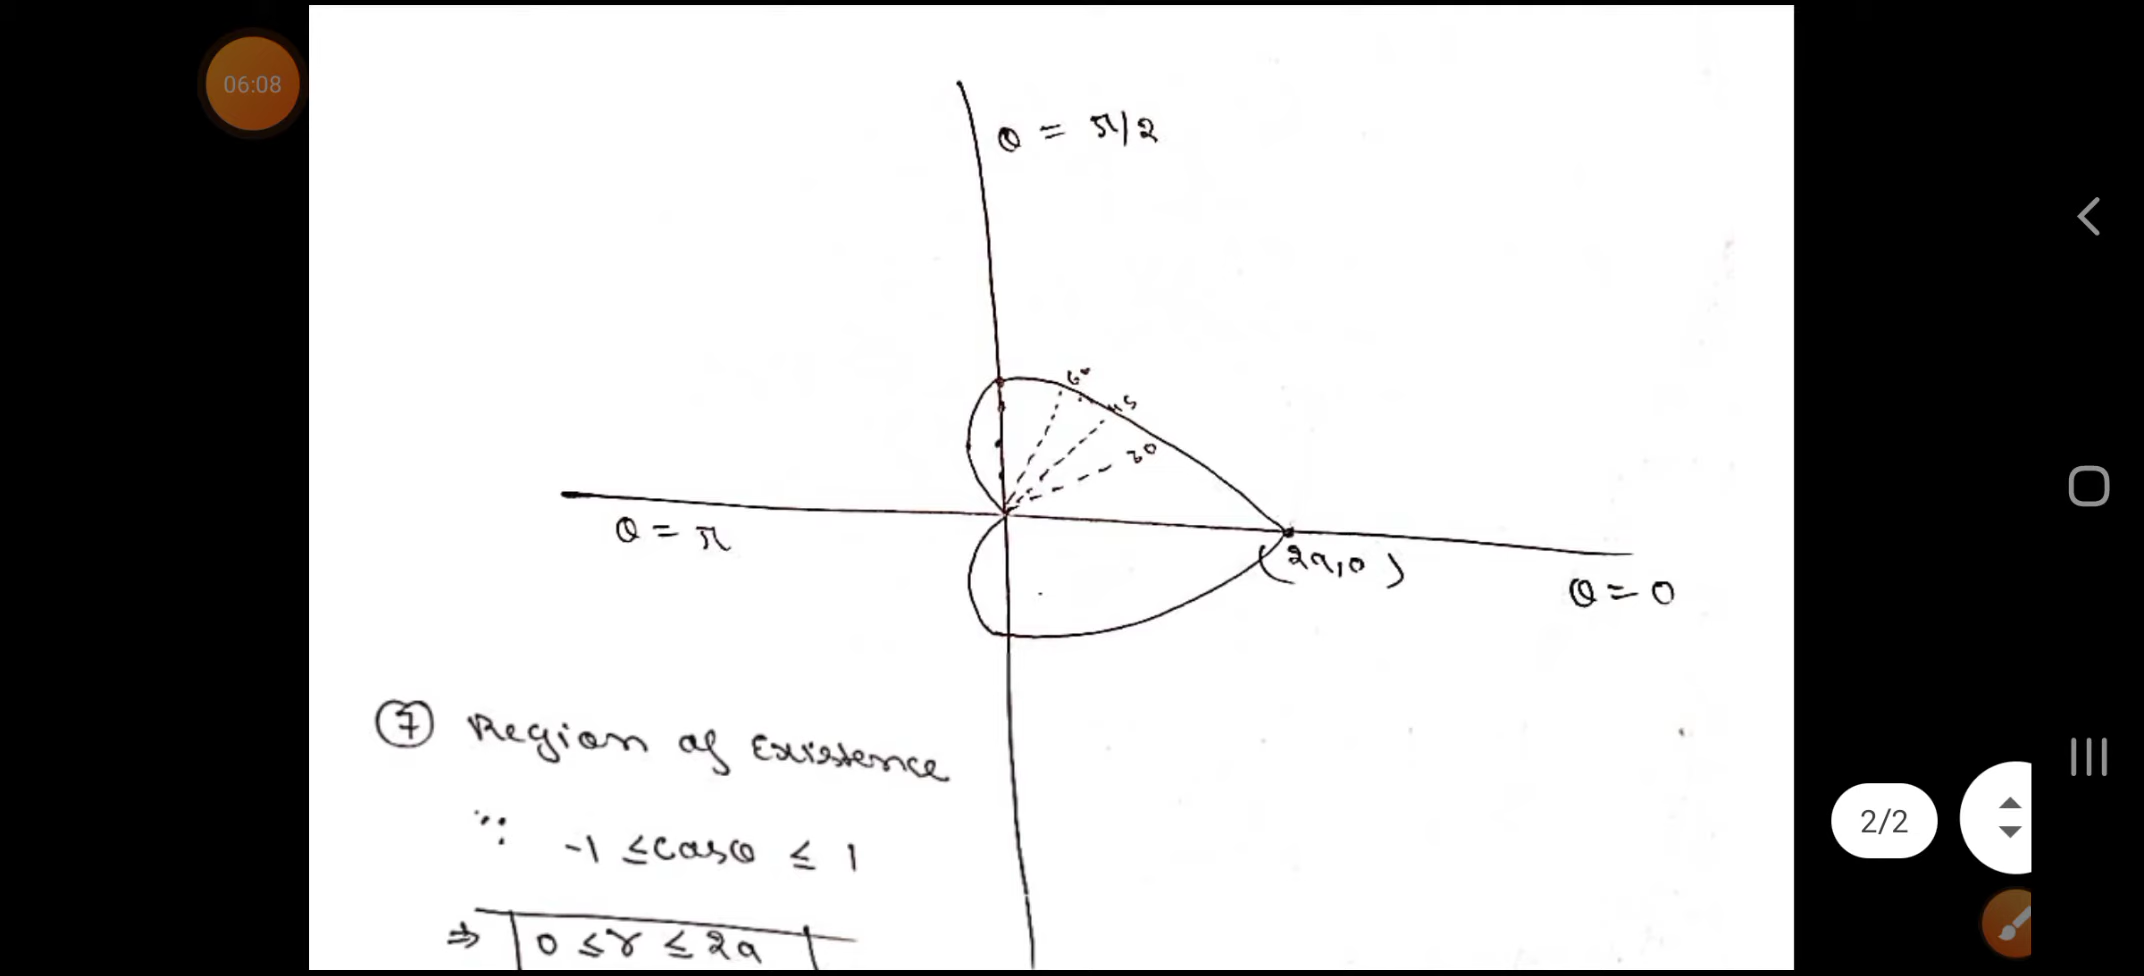 06:08
θ = π/2
60
45
30
θ = π
(2a,0)
θ = 0
⑦ Region of Existence
∵ -1 ≤ cosθ ≤ 1
2/2
⇒ 0 ≤ r ≤ 2a